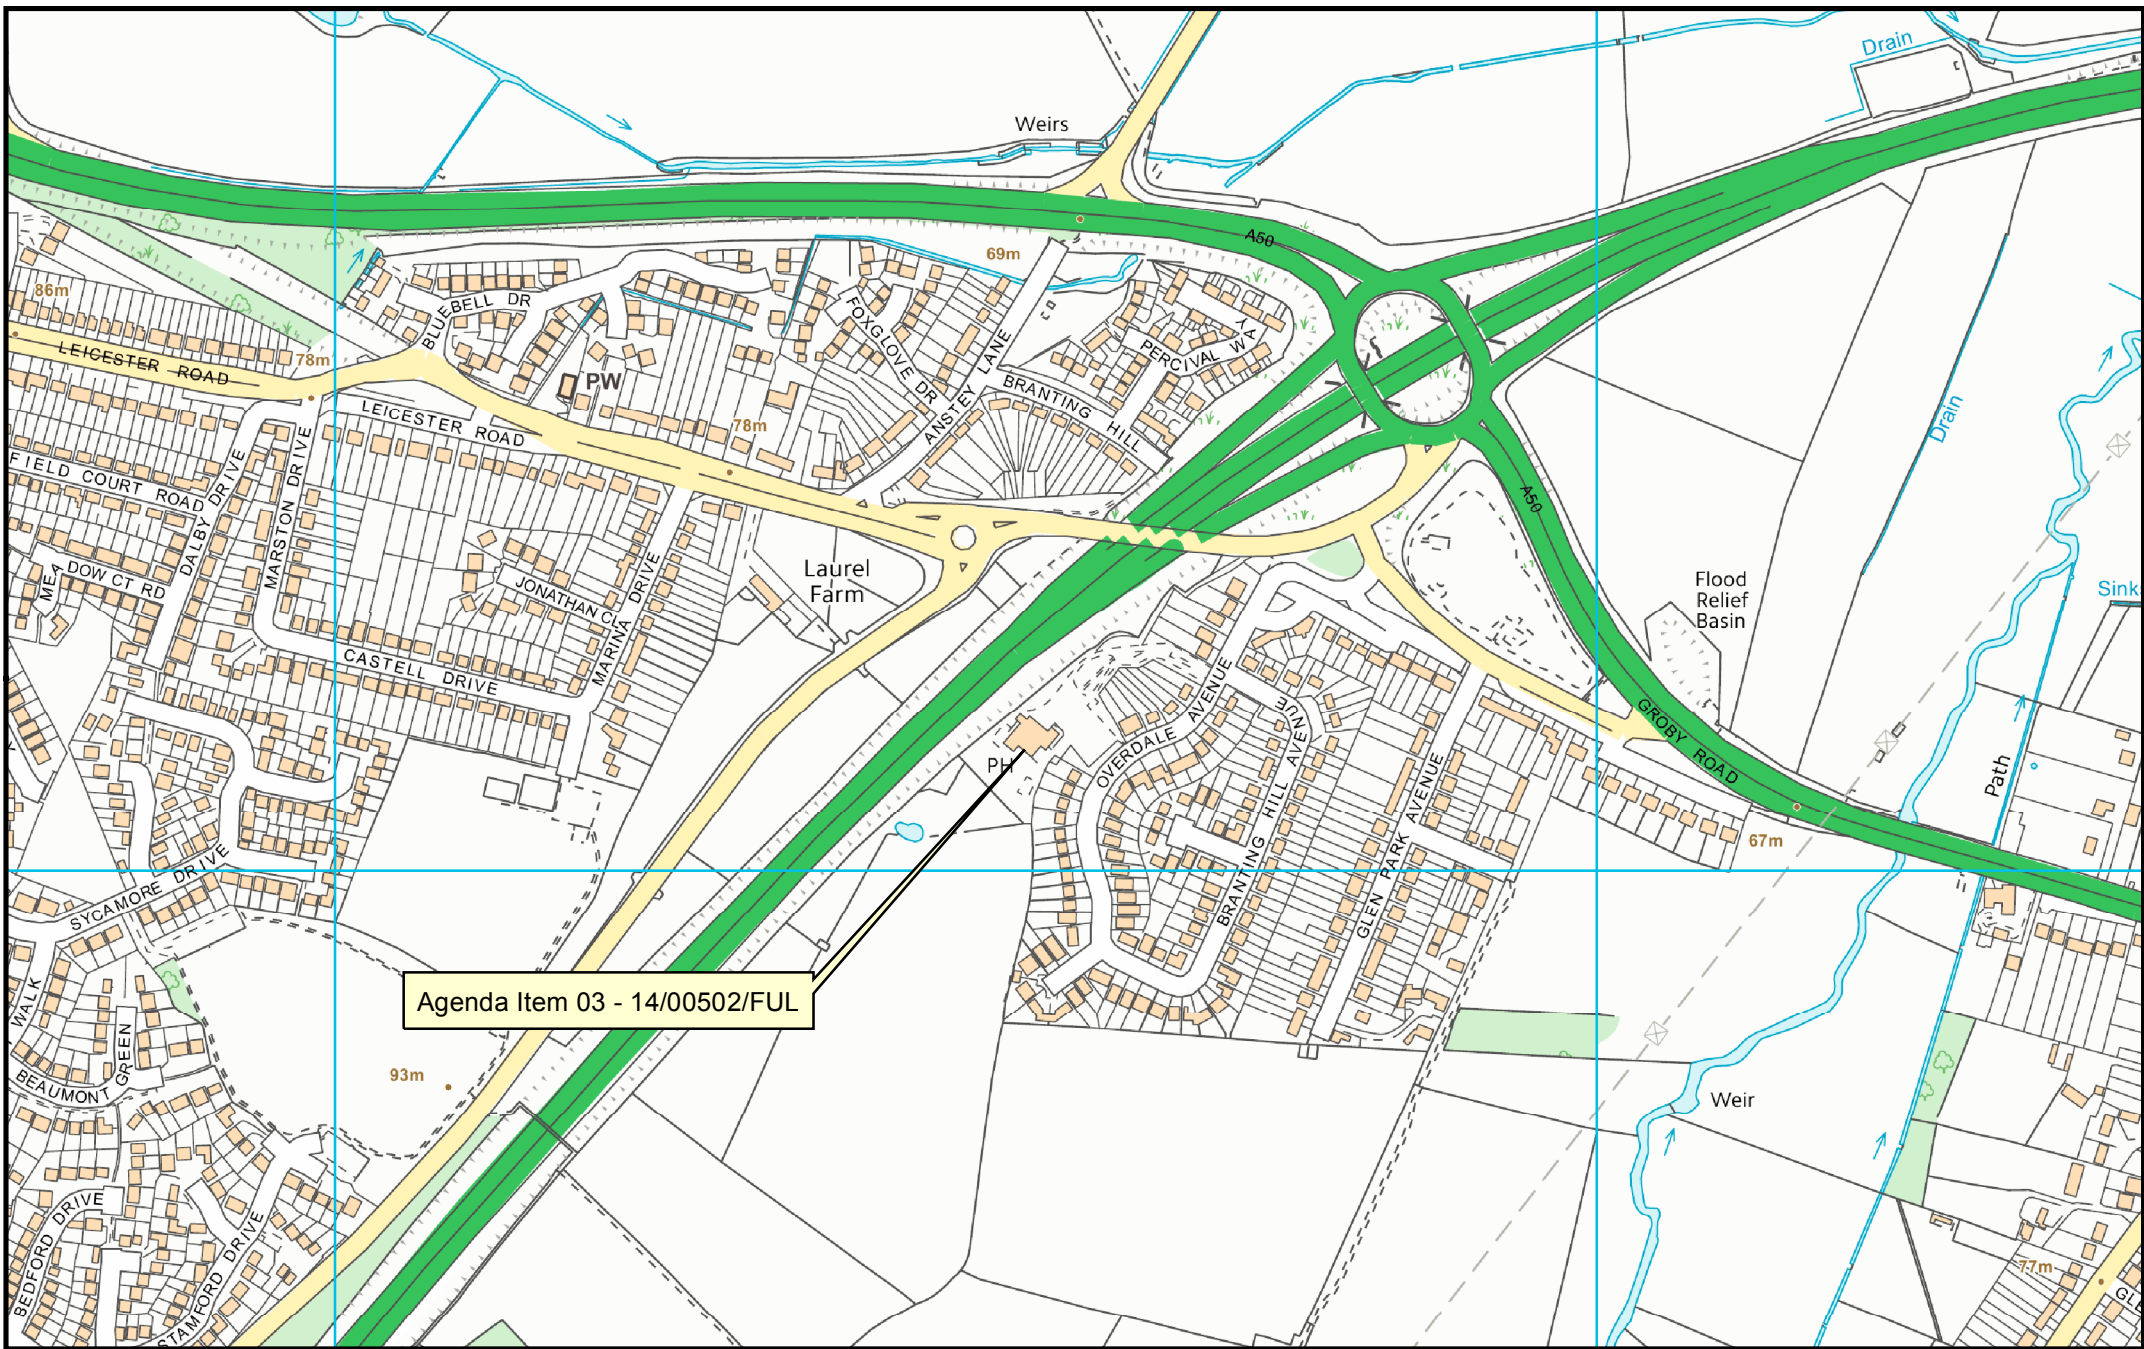 Drain
Weirs
A50
69m
86m
BLUEBELL DR
FOXGLOVE DR
PERCIVAL WAY
LEICESTER ROAD
78m
PW
BRANTING HILL
ANSTEY LANE
LEICESTER ROAD
78m
Drain
FIELD COURT ROAD
DALBY DRIVE
MARSTON DRIVE
A50
MEA
DOW CT RD
JONATHAN CL
MARINA DRIVE
Laurel
Farm
Flood
Relief
Basin
Sink
CASTELL DRIVE
OVERDALE AVENUE
BRANTING HILL AVENUE
GLEN PARK AVENUE
GROBY ROAD
PH
Path
67m
SYCAMORE DRIVE
Agenda Item 03 - 14/00502/FUL
WALK
BEAUMONT GREEN
93m
Weir
BEDFORD DRIVE
STAMFORD DRIVE
77m
GLE